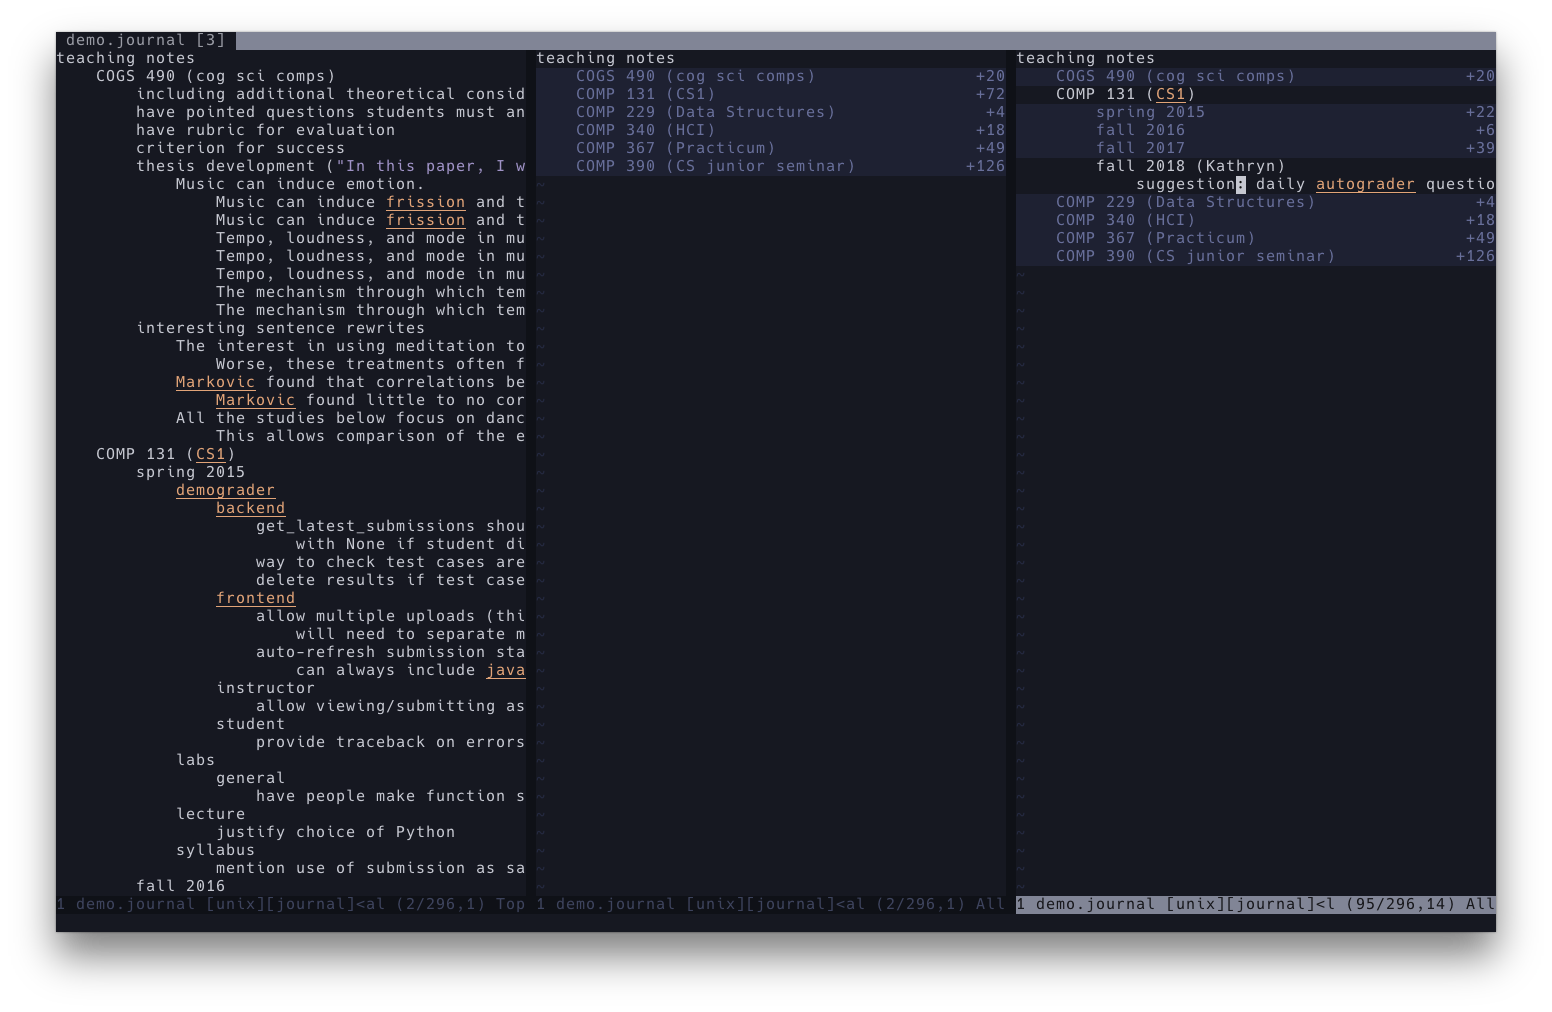 demo.journal [3]
teaching notes
COGS 490 (cog sci comps)
including additional theoretical consid
have pointed questions students must an
have rubric for evaluation
criterion for success
thesis development ("In this paper, I w
Music can induce emotion.
Music can induce frission and t
Music can induce frission and t
Tempo, loudness, and mode in mu
Tempo, loudness, and mode in mu
Tempo, loudness, and mode in mu
The mechanism through which tem
The mechanism through which tem
interesting sentence rewrites
The interest in using meditation to
Worse, these treatments often f
Markovic found that correlations be
Markovic found little to no cor
All the studies below focus on danc
This allows comparison of the e
COMP 131 (CS1)
spring 2015
demograder
backend
get_latest_submissions shou
with None if student di
way to check test cases are
delete results if test case
frontend
allow multiple uploads (thi
will need to separate m
auto-refresh submission sta
can always include java
instructor
allow viewing/submitting as
student
provide traceback on errors
labs
general
have people make function s
lecture
justify choice of Python
syllabus
mention use of submission as sa
fall 2016
1 demo.journal [unix][journal]<al (2/296,1) Top
teaching notes
COGS 490 (cog sci comps) +20
COMP 131 (CS1) +72
COMP 229 (Data Structures) +4
COMP 340 (HCI) +18
COMP 367 (Practicum) +49
COMP 390 (CS junior seminar) +126
1 demo.journal [unix][journal]<al (2/296,1) All
teaching notes
COGS 490 (cog sci comps) +20
COMP 131 (CS1)
spring 2015 +22
fall 2016 +6
fall 2017 +39
fall 2018 (Kathryn)
suggestion: daily autograder questio
COMP 229 (Data Structures) +4
COMP 340 (HCI) +18
COMP 367 (Practicum) +49
COMP 390 (CS junior seminar) +126
1 demo.journal [unix][journal]<l (95/296,14) All